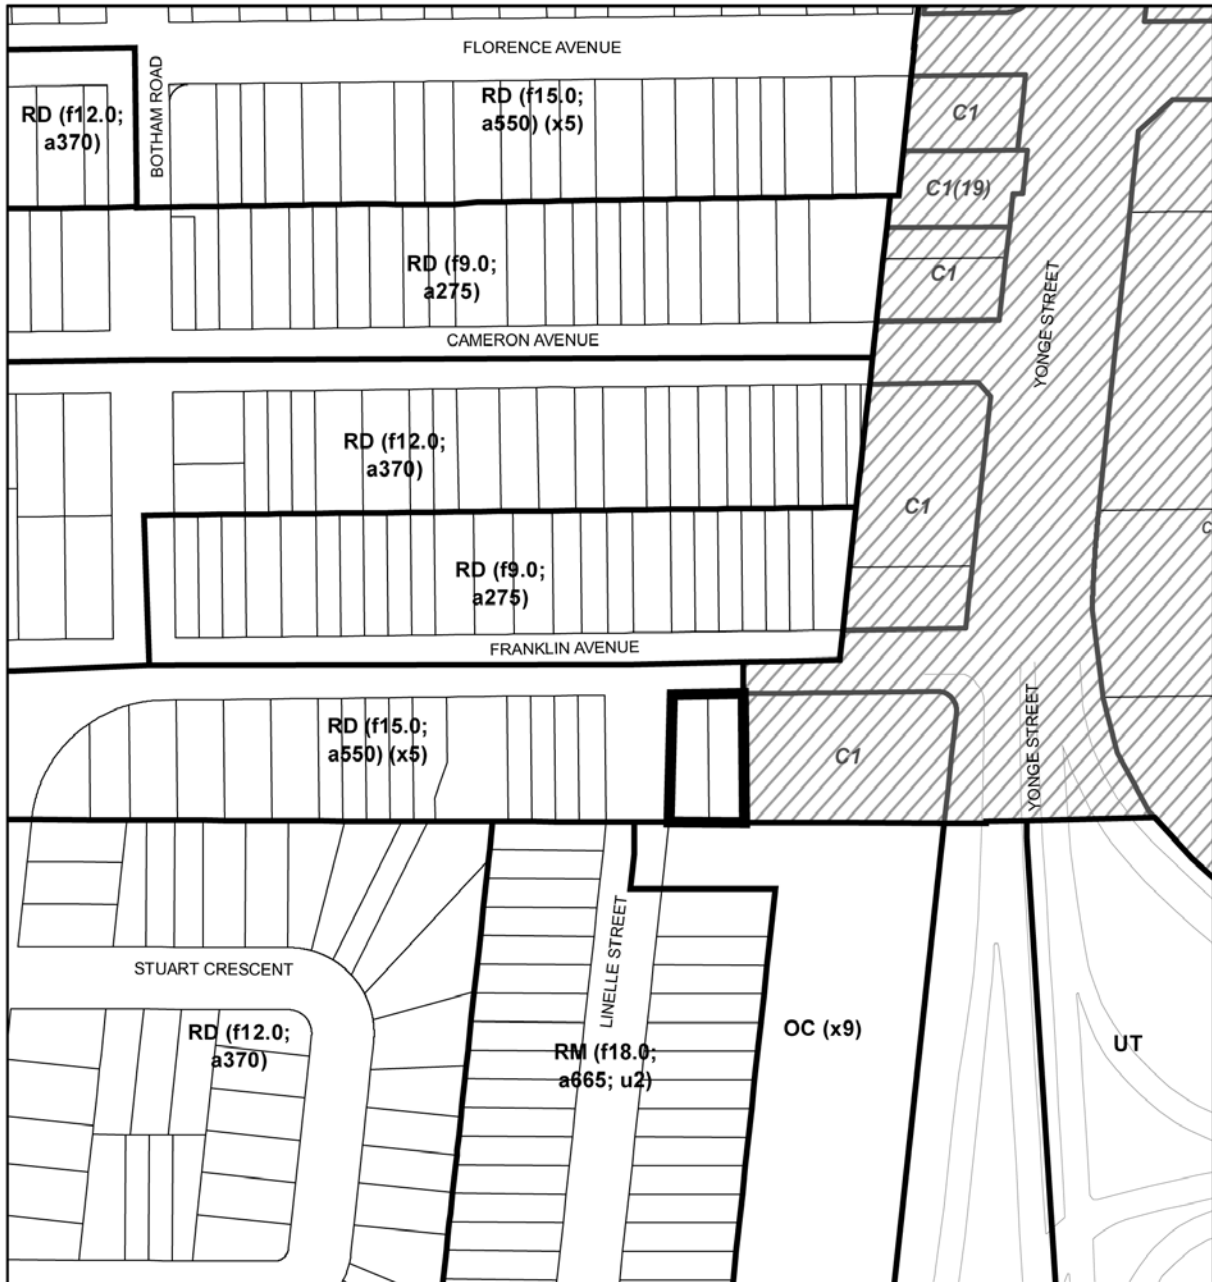 FLORENCE AVENUE
BOTHAM ROAD
RD (f12.0;
a370)
RD (f15.0;
a550) (x5)
C1
C1(19)
C1
RD (f9.0;
a275)
YONGE STREET
CAMERON AVENUE
RD (f12.0;
a370)
C1
RD (f9.0;
a275)
FRANKLIN AVENUE
RD (f15.0;
a550) (x5)
C1
YONGE STREET
STUART CRESCENT
LINELLE STREET
RD (f12.0;
a370)
RM (f18.0;
a665; u2)
OC (x9)
UT